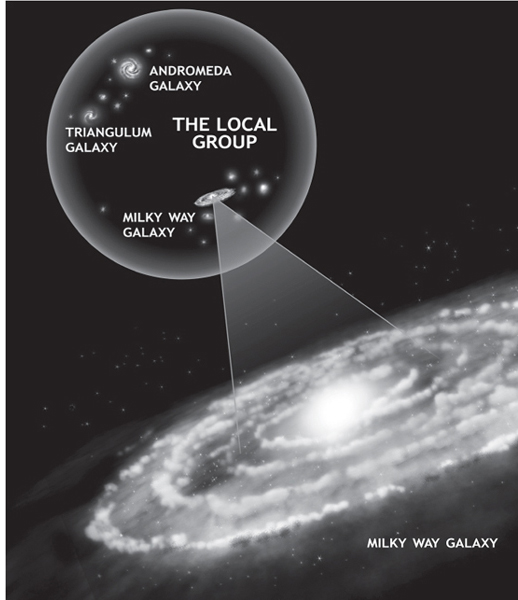 ANDROMEDA
GALAXY
TRIANGULUM
GALAXY
THE LOCAL
GROUP
MILKY WAY
GALAXY
MILKY WAY GALAXY